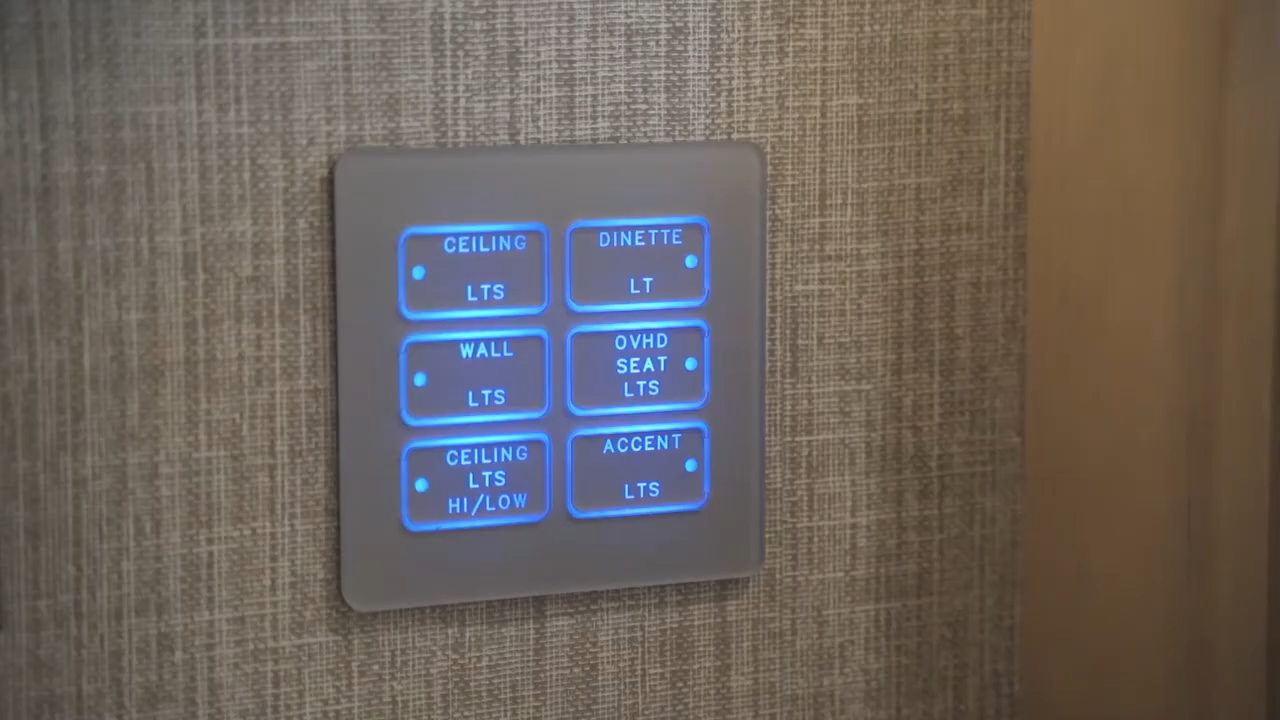 CEILING
LTS
DINETTE
LT
WALL
LTS
OVHD
SEAT
LTS
CEILING
LTS
HI/LOW
ACCENT
LTS